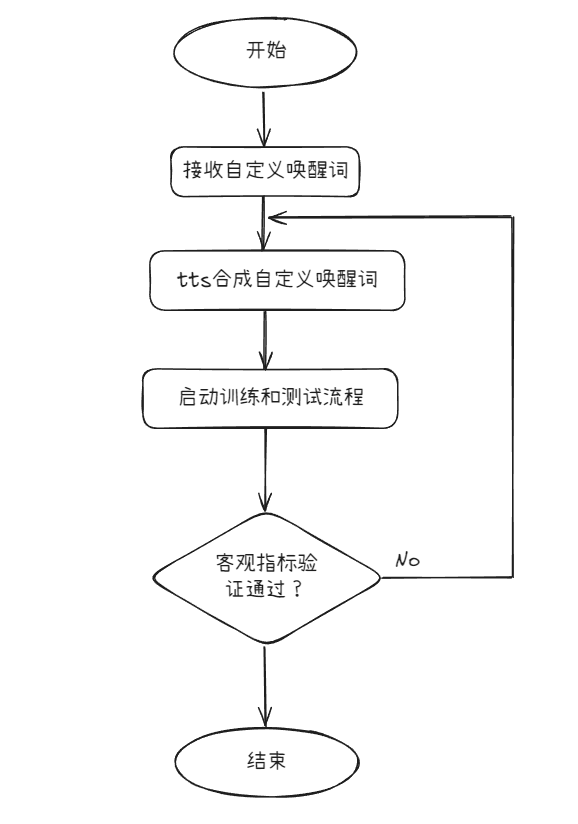 开始
接收自定义唤醒词
tts合成自定义唤醒词
启动训练和测试流程
客观指标验
证通过？
No
结束